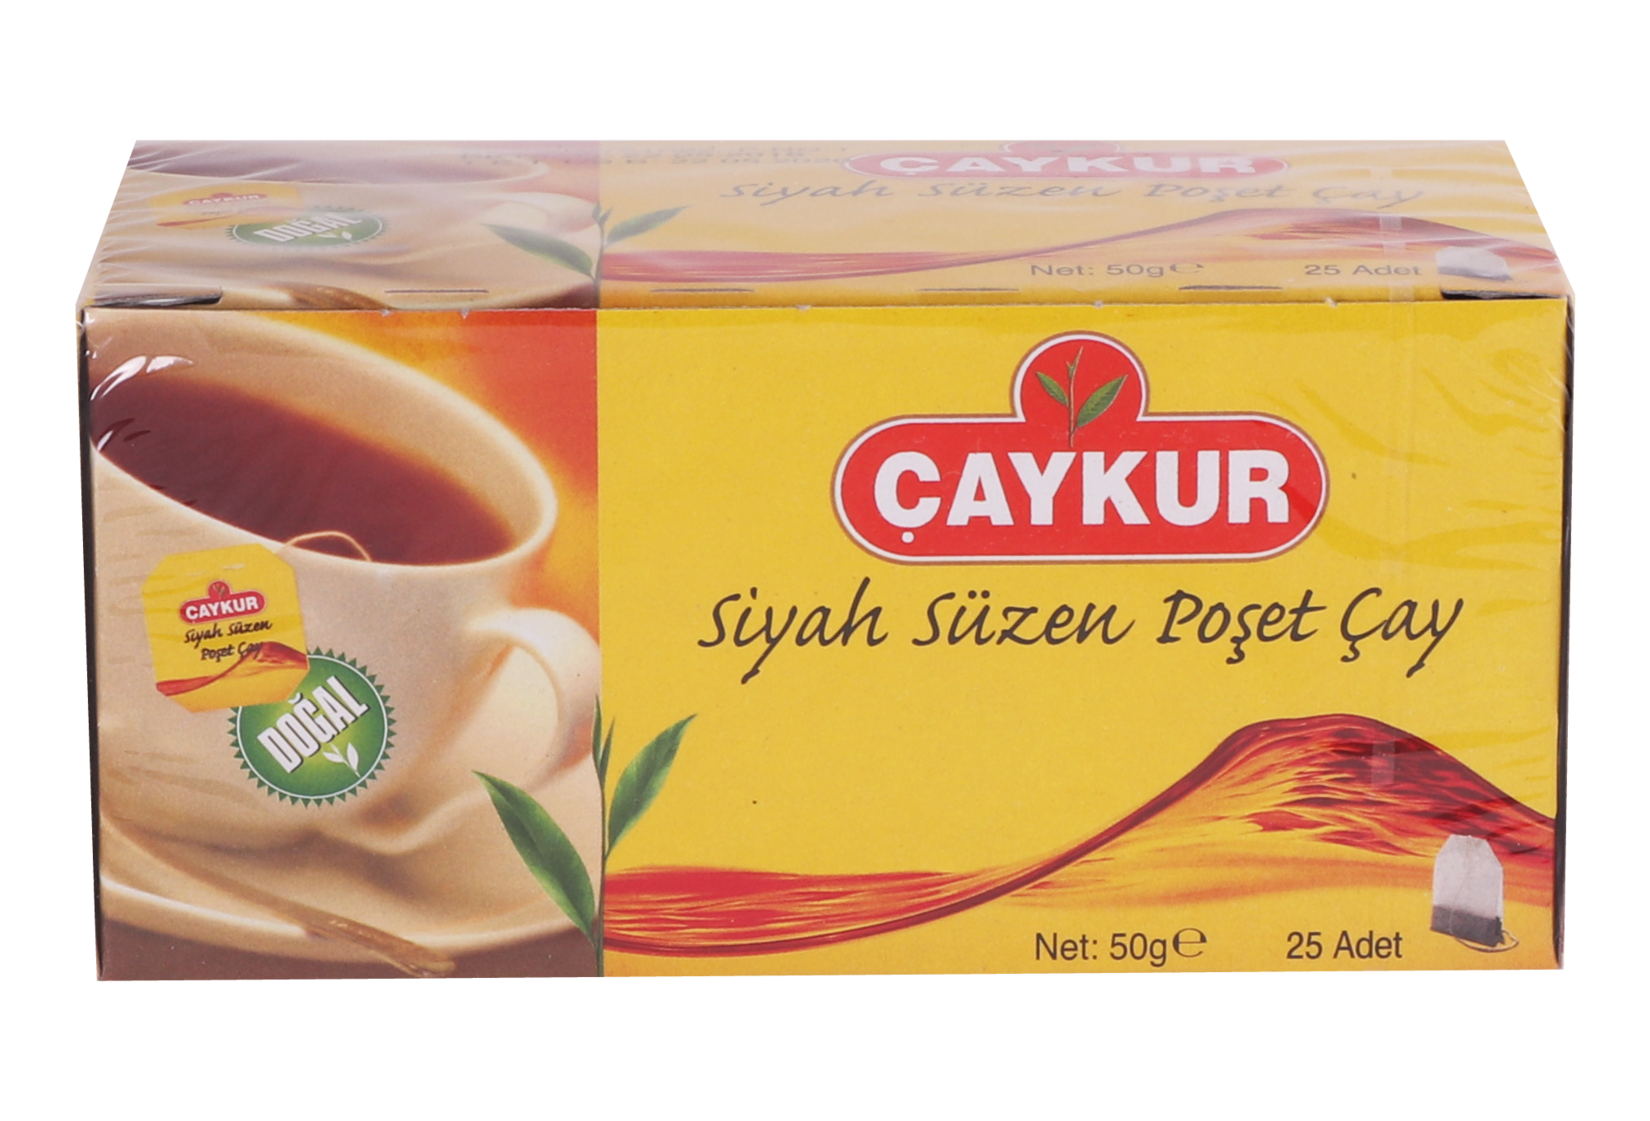 ÇAYKUR
Siyah Süzen Poşet Çay
ÇAYKUR
DOĞAL
Net: 50g℮ 25 Adet
ÇAYKUR
Siyah Süzen Poşet Çay
ÇAYKUR
Siyah Süzen
Poşet Çay
DOĞAL
Net: 50g℮ 25 Adet